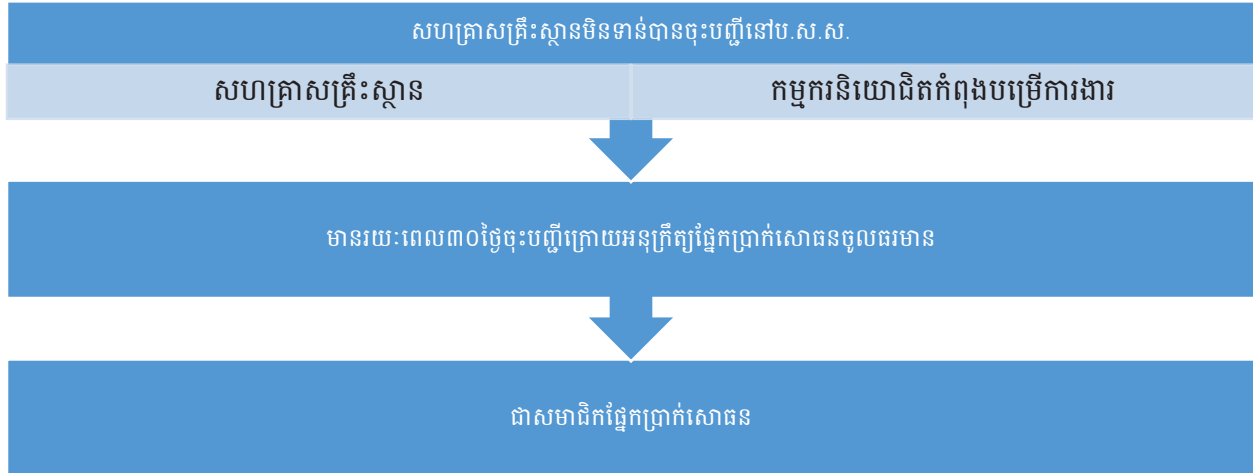 សហគ្រាសគ្រឹះស្ថានមិនទាន់បានចុះបញ្ជីនៅប.ស.ស.
សហគ្រាសគ្រឹះស្ថាន
កម្មករនិយោជិតកំពុងបម្រើការងារ
មានរយៈពេល៣០ថ្ងៃចុះបញ្ជីក្រោយអនុក្រឹត្យផ្នែកប្រាក់សោធនចូលធរមាន
ជាសមាជិកផ្នែកប្រាក់សោធន